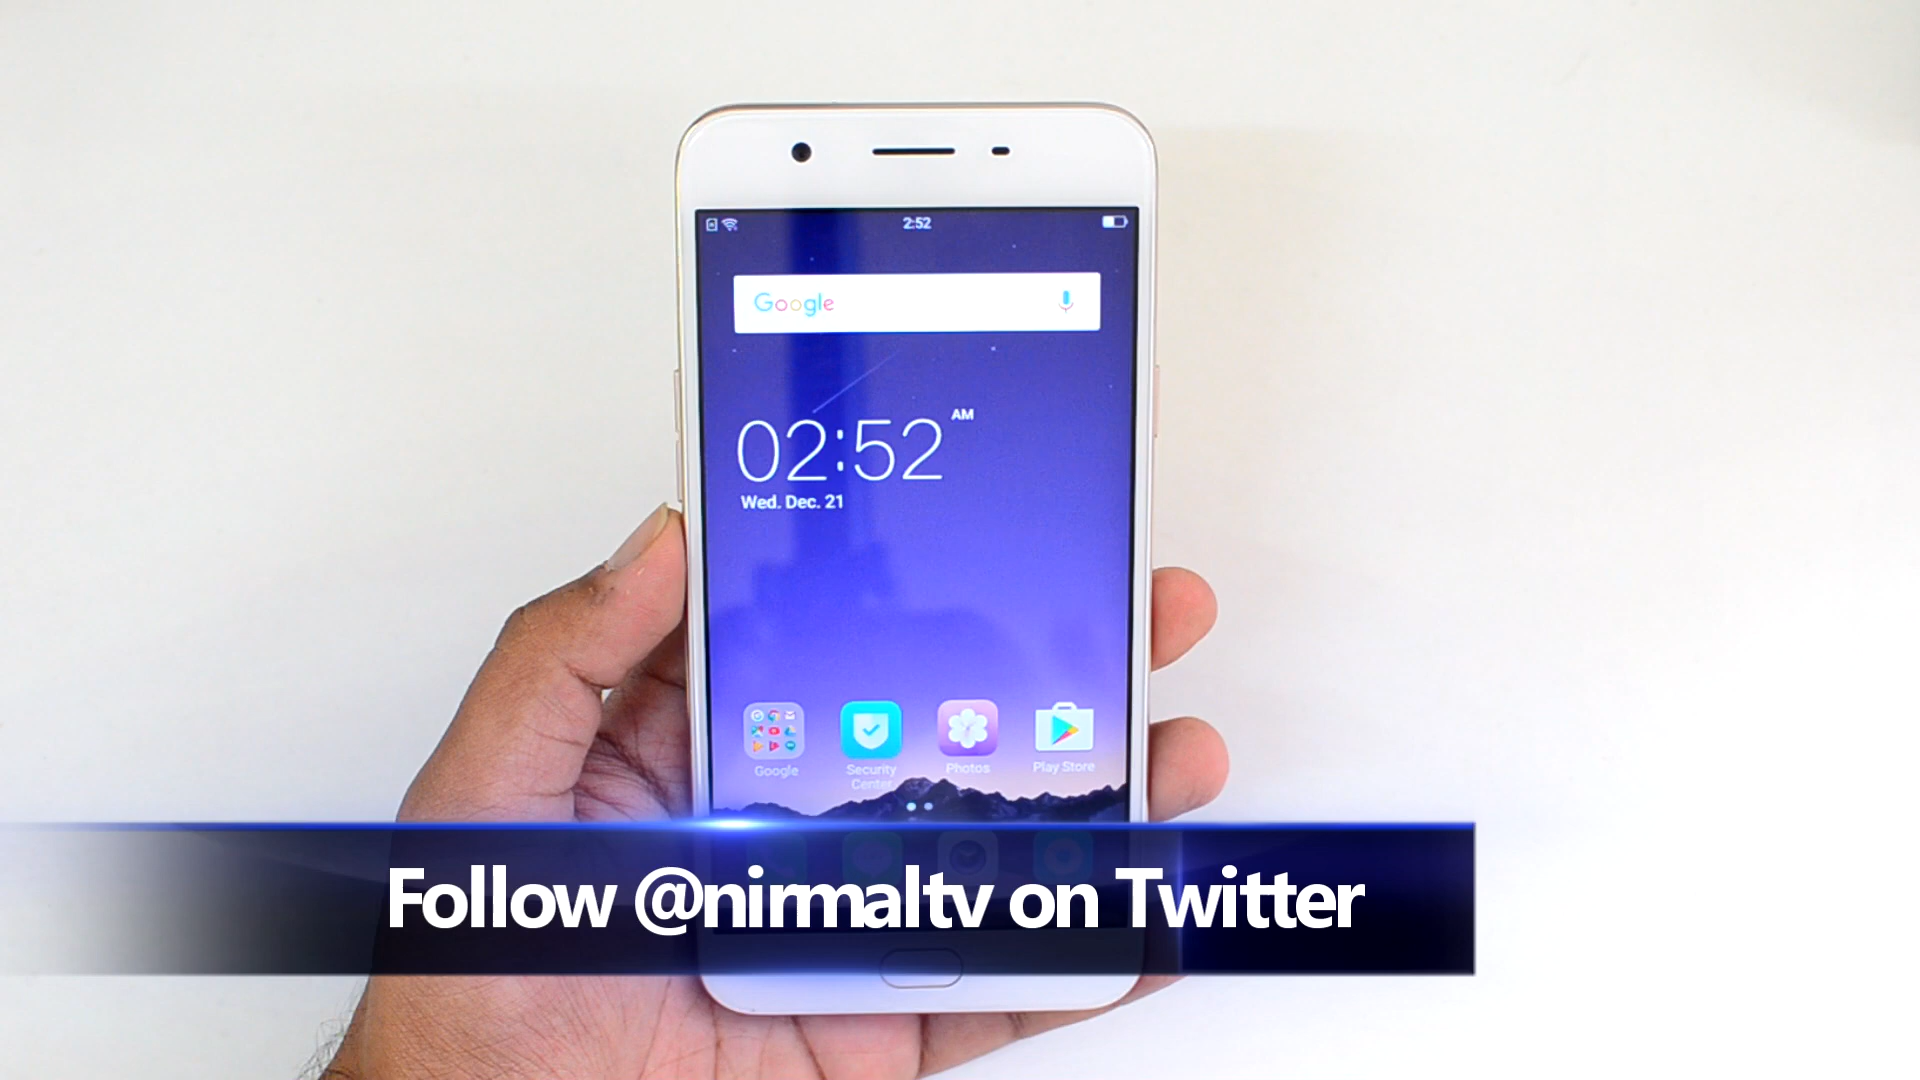 2:52
Google
02:52 AM
Wed. Dec. 21
Google
Security Center
Photos
Play Store
Follow @nirmaltv on Twitter